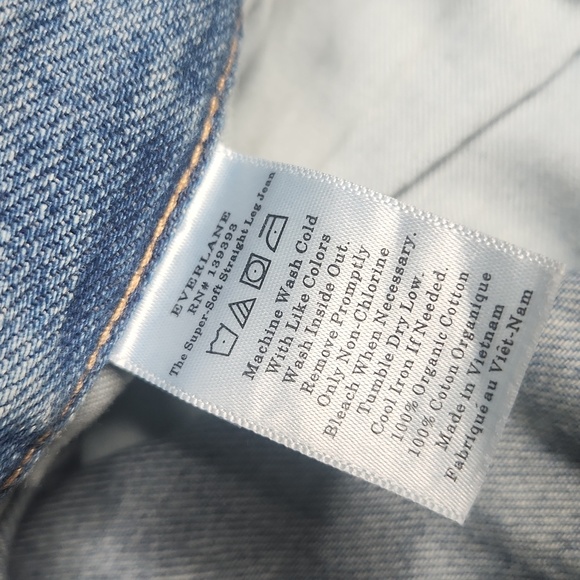 EVERLANE
RN# 139393
The Super-Soft Straight Leg Jean
Machine Wash Cold
With Like Colors
Wash Inside Out.
Remove Promptly
Only Non-Chlorine
Bleach When Necessary.
Tumble Dry Low.
Cool Iron If Needed.
100% Organic Cotton
100% Coton Organique
Made in Vietnam
Fabriqué au Viêt-Nam